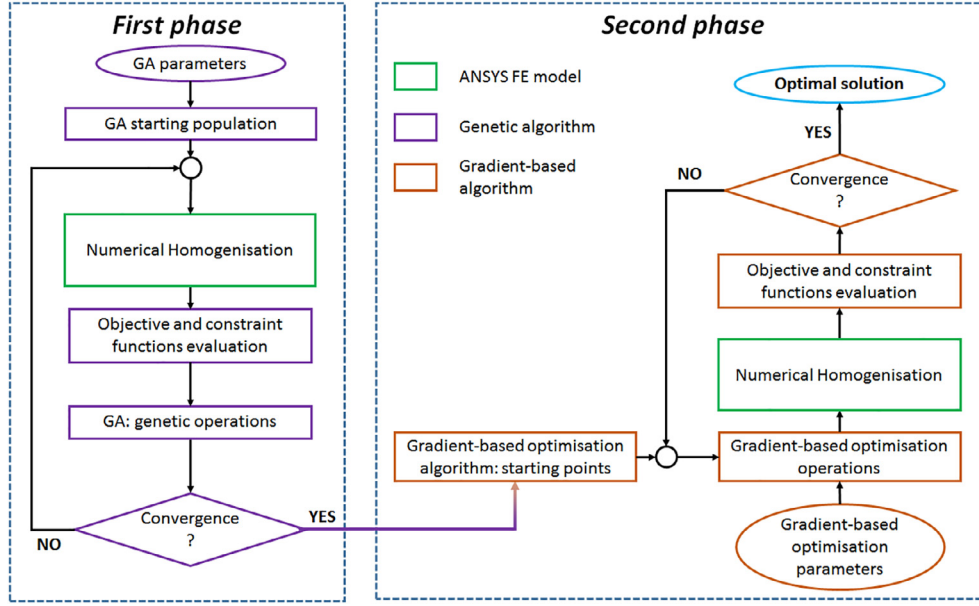 First phase
GA parameters
GA starting population
Numerical Homogenisation
Objective and constraint
functions evaluation
GA: genetic operations
Convergence
?
NO
YES
Second phase
ANSYS FE model
Genetic algorithm
Gradient-based
algorithm
Optimal solution
YES
NO
Convergence
?
Objective and constraint
functions evaluation
Numerical Homogenisation
Gradient-based optimisation
algorithm: starting points
Gradient-based optimisation
operations
Gradient-based
optimisation
parameters